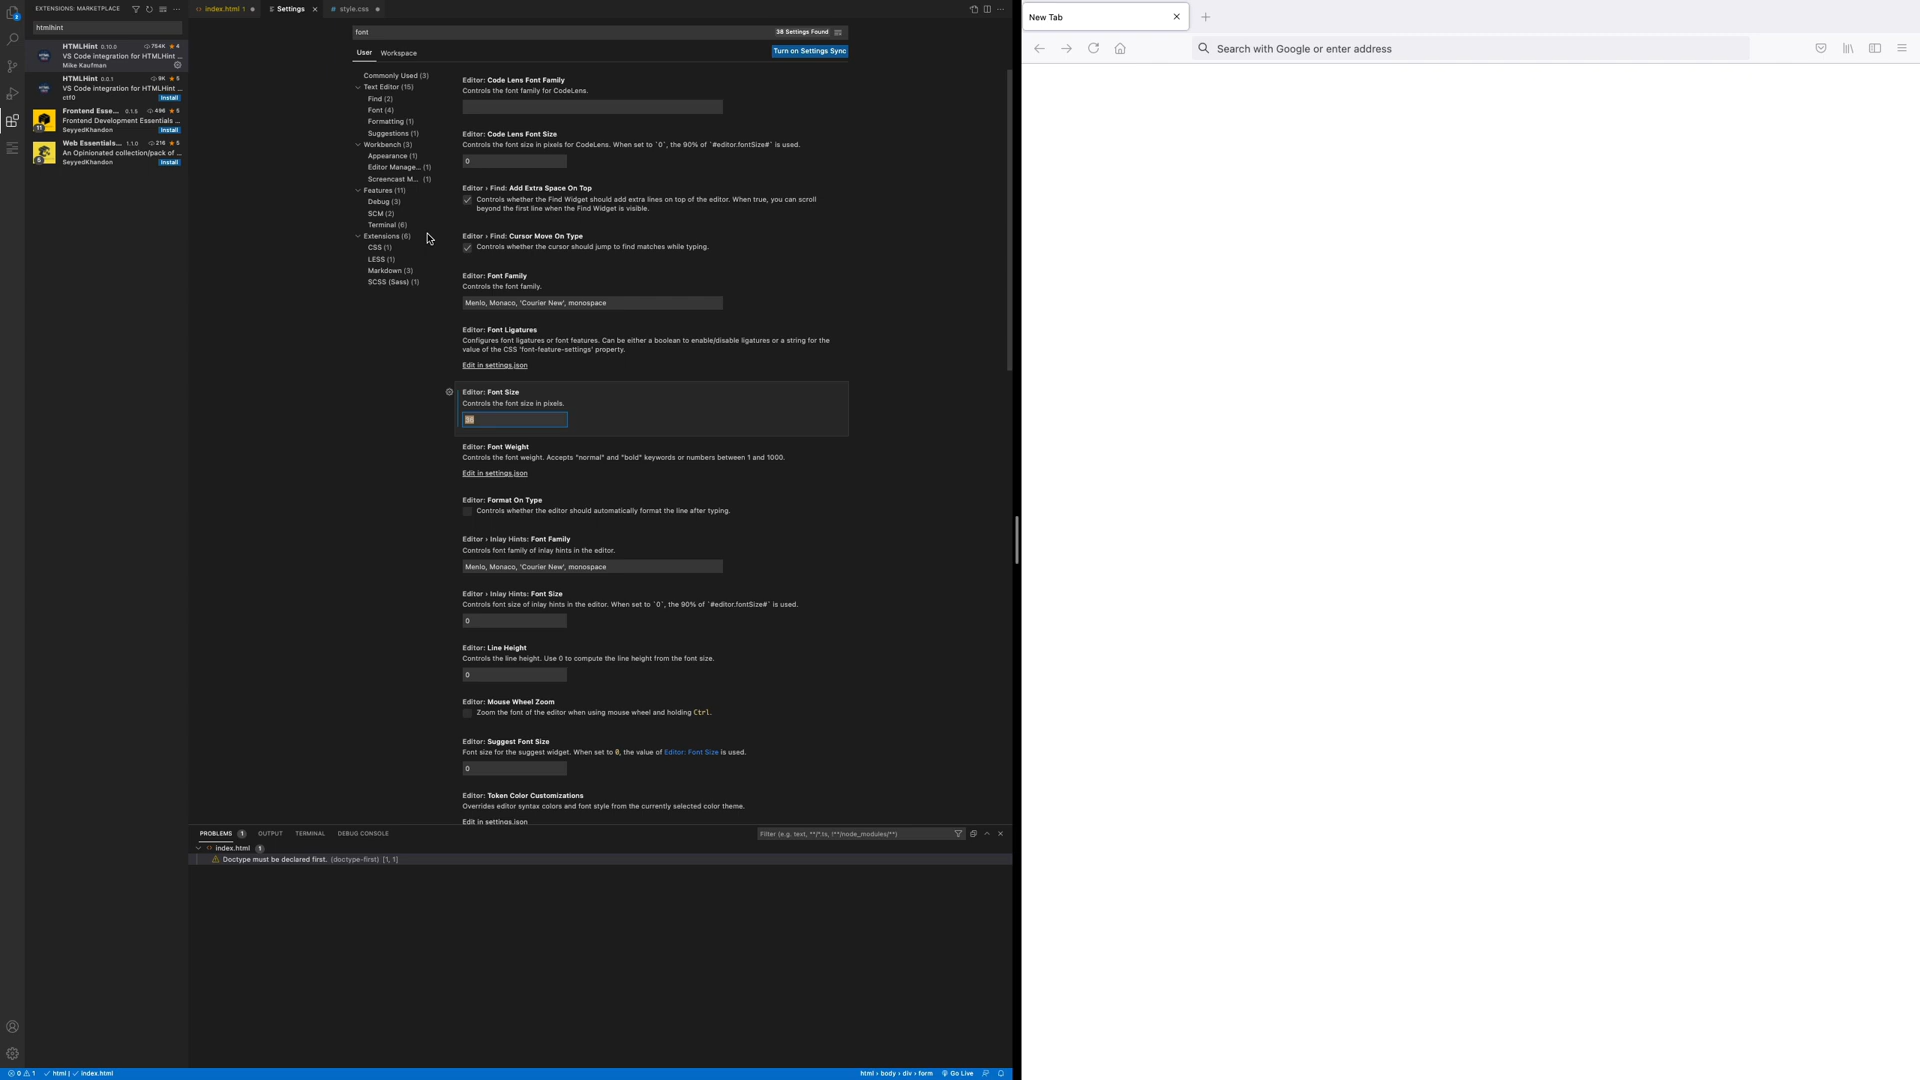 EXTENSIONS: MARKETPLACE
htmlhint
HTMLHint 0.10.0 754K ★4
VS Code integration for HTMLHint ...
Mike Kaufman
HTMLHint 0.0.1 9K ★5
VS Code integration for HTMLHint ...
ctf0 Install
Frontend Esse... 0.1.5 496 ★5
Frontend Development Essentials ...
SeyyedKhandon Install
Web Essentials... 1.1.0 216 ★5
An Opinionated collection/pack of ...
SeyyedKhandon Install
index.html 1
Settings
style.css
font
38 Settings Found
User Workspace
Turn on Settings Sync
Commonly Used (3)
Text Editor (15)
Find (2)
Font (4)
Formatting (1)
Suggestions (1)
Workbench (3)
Appearance (1)
Editor Manage... (1)
Screencast M... (1)
Features (11)
Debug (3)
SCM (2)
Terminal (6)
Extensions (6)
CSS (1)
LESS (1)
Markdown (3)
SCSS (Sass) (1)
Editor: Code Lens Font Family
Controls the font family for CodeLens.
Editor: Code Lens Font Size
Controls the font size in pixels for CodeLens. When set to `0`, the 90% of `#editor.fontSize#` is used.
0
Editor › Find: Add Extra Space On Top
Controls whether the Find Widget should add extra lines on top of the editor. When true, you can scroll
beyond the first line when the Find Widget is visible.
Editor › Find: Cursor Move On Type
Controls whether the cursor should jump to find matches while typing.
Editor: Font Family
Controls the font family.
Menlo, Monaco, 'Courier New', monospace
Editor: Font Ligatures
Configures font ligatures or font features. Can be either a boolean to enable/disable ligatures or a string for the
value of the CSS 'font-feature-settings' property.
Edit in settings.json
Editor: Font Size
Controls the font size in pixels.
Editor: Font Weight
Controls the font weight. Accepts "normal" and "bold" keywords or numbers between 1 and 1000.
Edit in settings.json
Editor: Format On Type
Controls whether the editor should automatically format the line after typing.
Editor › Inlay Hints: Font Family
Controls font family of inlay hints in the editor.
Menlo, Monaco, 'Courier New', monospace
Editor › Inlay Hints: Font Size
Controls font size of inlay hints in the editor. When set to `0`, the 90% of `#editor.fontSize#` is used.
0
Editor: Line Height
Controls the line height. Use 0 to compute the line height from the font size.
0
Editor: Mouse Wheel Zoom
Zoom the font of the editor when using mouse wheel and holding Ctrl.
Editor: Suggest Font Size
Font size for the suggest widget. When set to 0, the value of Editor: Font Size is used.
0
Editor: Token Color Customizations
Overrides editor syntax colors and font style from the currently selected color theme.
Edit in settings.json
PROBLEMS 1 OUTPUT TERMINAL DEBUG CONSOLE
Filter (e.g. text, **/*.ts, !**/node_modules/**)
index.html 1
Doctype must be declared first. (doctype-first) [1, 1]
0 1 html | index.html
html › body › div › form
Go Live
New Tab
Search with Google or enter address